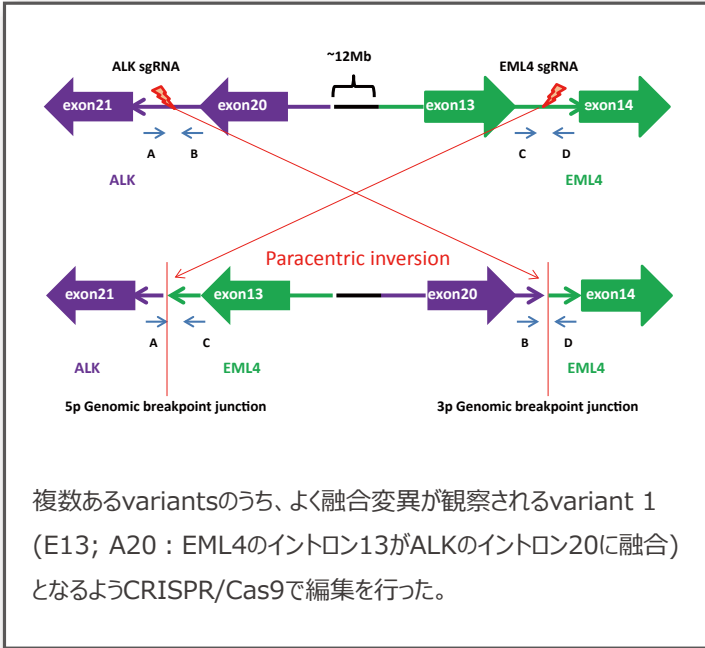 ~12Mb
ALK sgRNA
EML4 sgRNA
exon21
exon20
exon13
exon14
A
B
C
D
ALK
EML4
Paracentric inversion
exon21
exon13
exon20
exon14
A
C
B
D
ALK
EML4
EML4
5p Genomic breakpoint junction
3p Genomic breakpoint junction
複数あるvariantsのうち、よく融合変異が観察されるvariant 1
(E13; A20：EML4のイントロン13がALKのイントロン20に融合)
となるようCRISPR/Cas9で編集を行った。